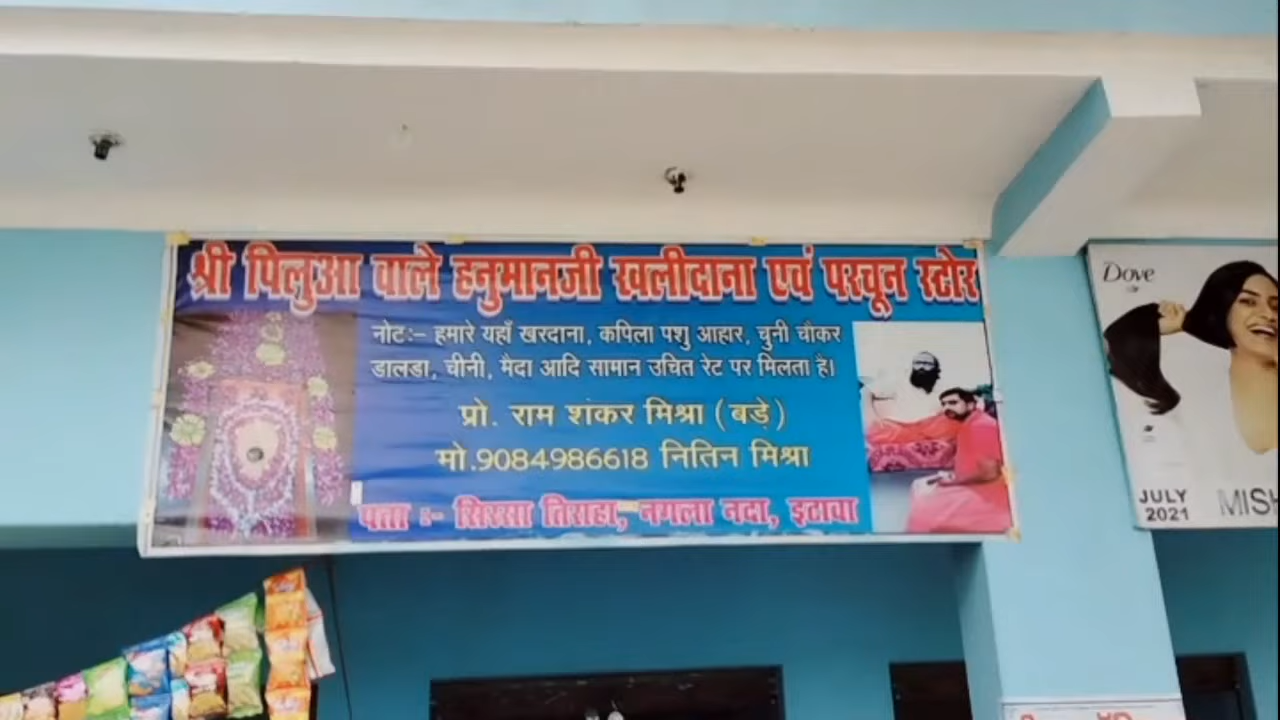 श्री पिलुआ वाले हनुमानजी खलीदाना एवं परचून स्टोर
नोटः- हमारे यहाँ खरदाना, कपिला पशु आहार, चुनी चौकर
डालडा, चीनी, मैदा आदि सामान उचित रेट पर मिलता है।
प्रो. राम शंकर मिश्रा (बड़े)
मो.9084986618 नितिन मिश्रा
पता :- सिरसा तिराहा, नगला नदा, इटावा
Dove
JULY
2021